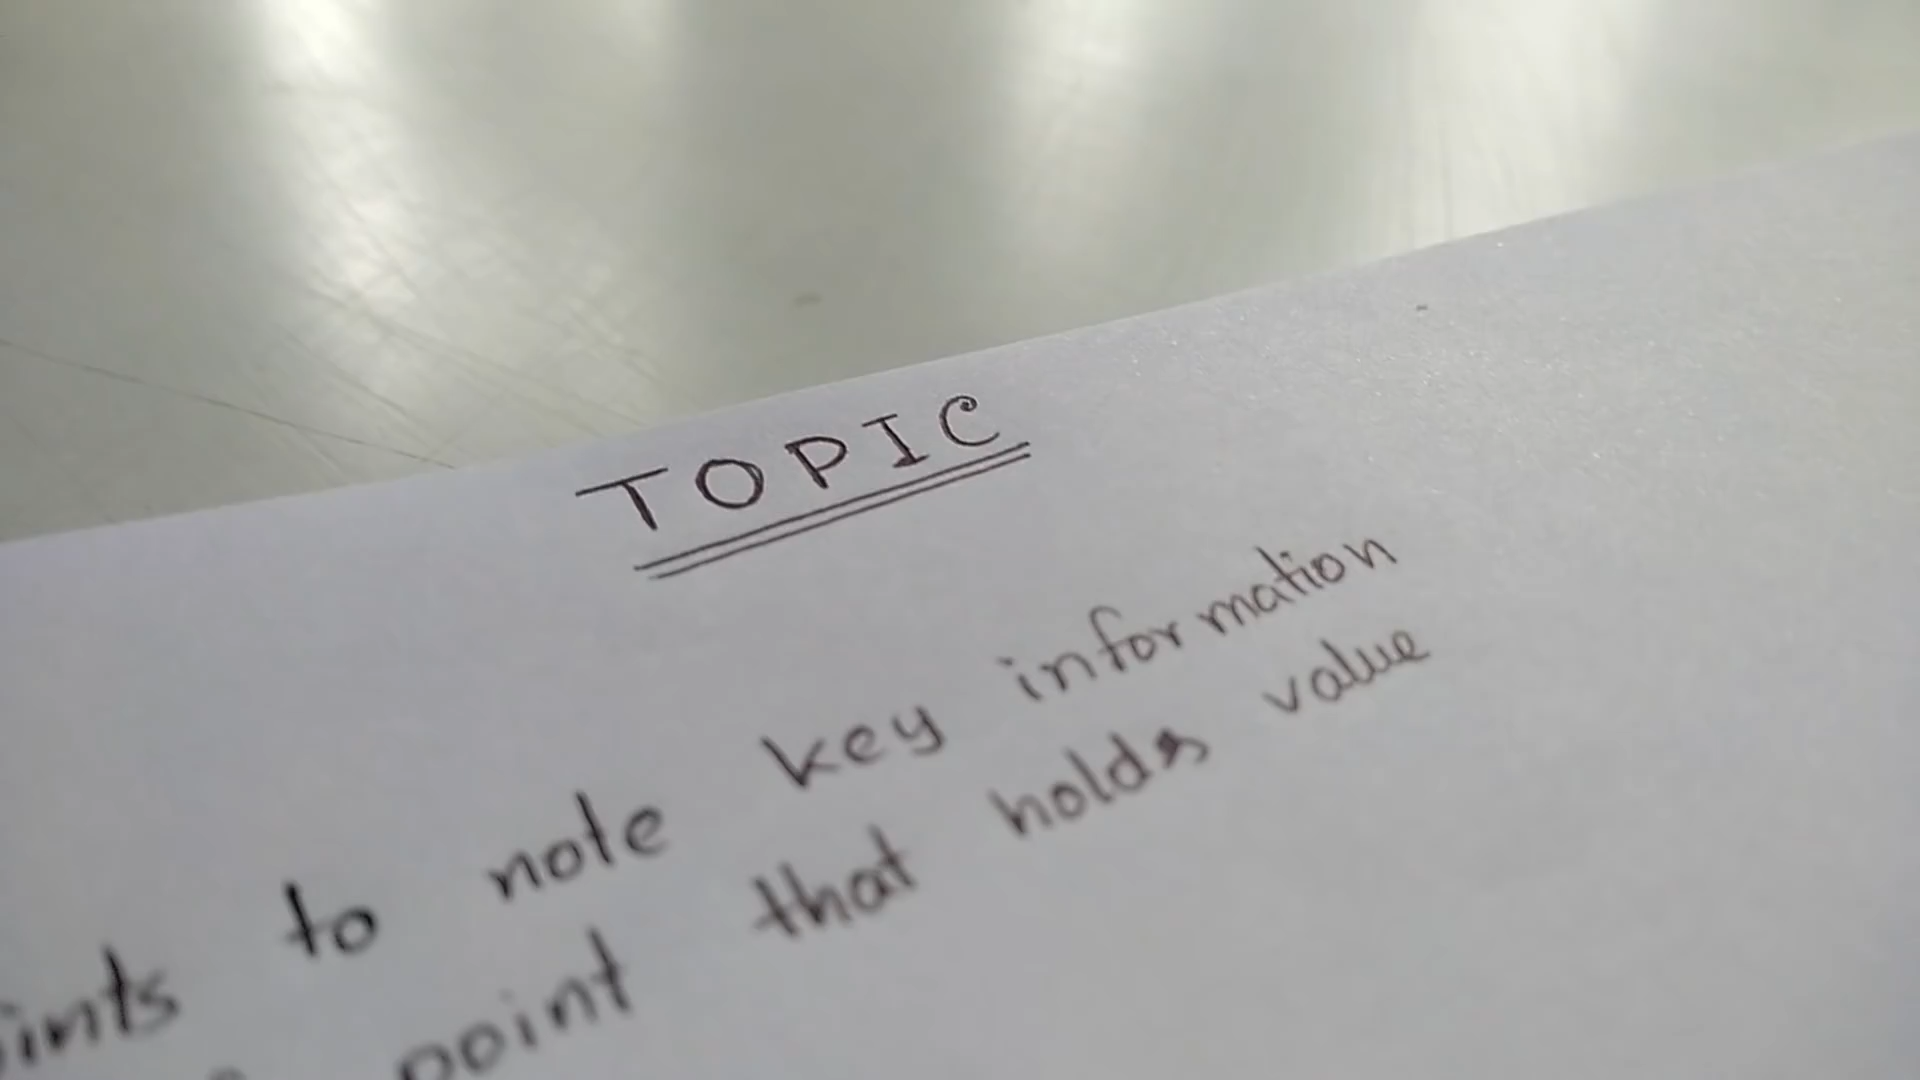 TOPIC
to note key information
point that holds value